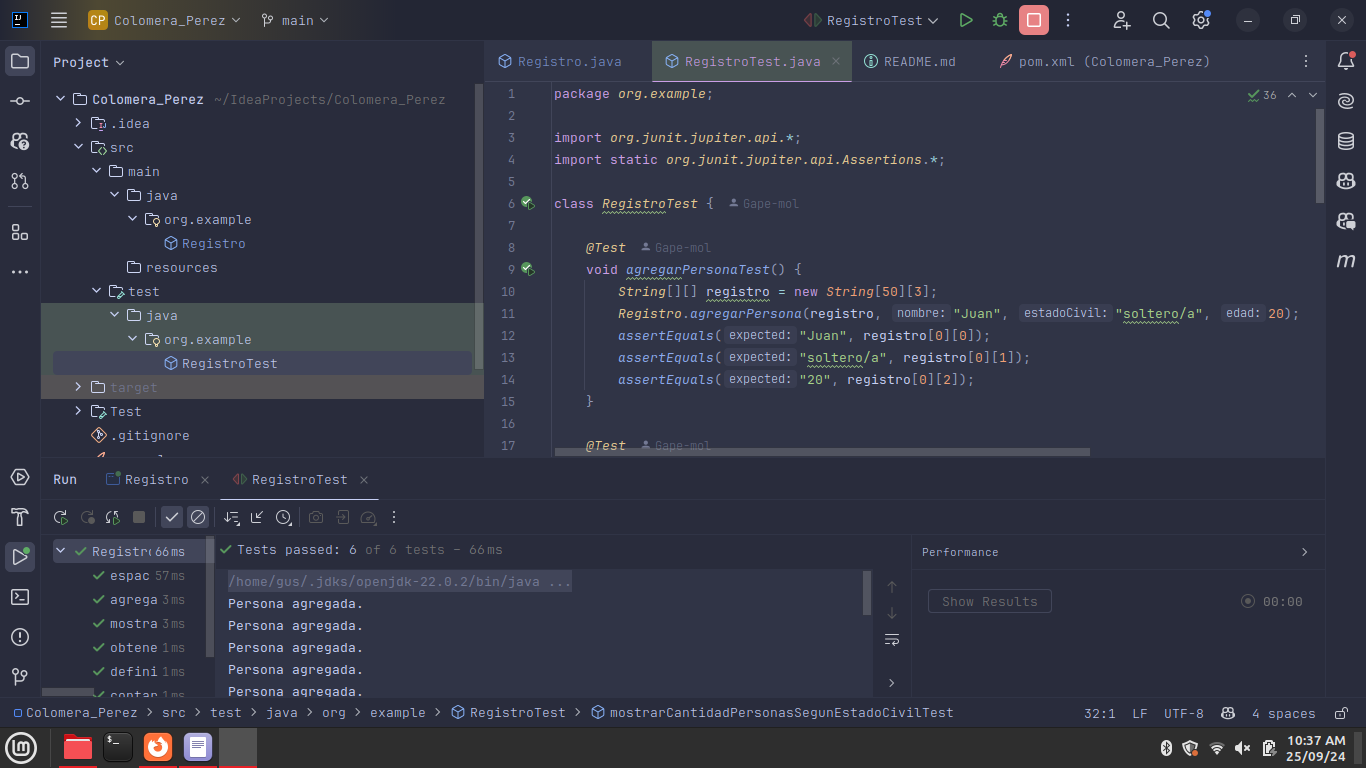 CP Colomera_Perez main RegistroTest
Project
Registro.java RegistroTest.java README.md pom.xml (Colomera_Perez)
Colomera_Perez ~/IdeaProjects/Colomera_Perez
.idea
src
main
java
org.example
Registro
resources
test
java
org.example
RegistroTest
target
Test
.gitignore
36
1 package org.example;
2
3 import org.junit.jupiter.api.*;
4 import static org.junit.jupiter.api.Assertions.*;
5
6 class RegistroTest { Gape-mol
7
8 @Test Gape-mol
9 void agregarPersonaTest() {
10 String[][] registro = new String[50][3];
11 Registro.agregarPersona(registro, nombre: "Juan", estadoCivil: "soltero/a", edad: 20);
12 assertEquals( expected: "Juan", registro[0][0]);
13 assertEquals( expected: "soltero/a", registro[0][1]);
14 assertEquals( expected: "20", registro[0][2]);
15 }
16
17 @Test Gape-mol
Run Registro RegistroTest
Registro 66 ms
espac 57 ms
agrega 3 ms
mostra 3 ms
obtene 1 ms
defini 1 ms
contar 1 ms
Tests passed: 6 of 6 tests – 66 ms
/home/gus/.jdks/openjdk-22.0.2/bin/java ...
Persona agregada.
Persona agregada.
Persona agregada.
Persona agregada.
Persona agregada.
Performance
Show Results 00:00
Colomera_Perez > src > test > java > org > example > RegistroTest > mostrarCantidadPersonasSegunEstadoCivilTest
32:1 LF UTF-8 4 spaces
10:37 AM
25/09/24